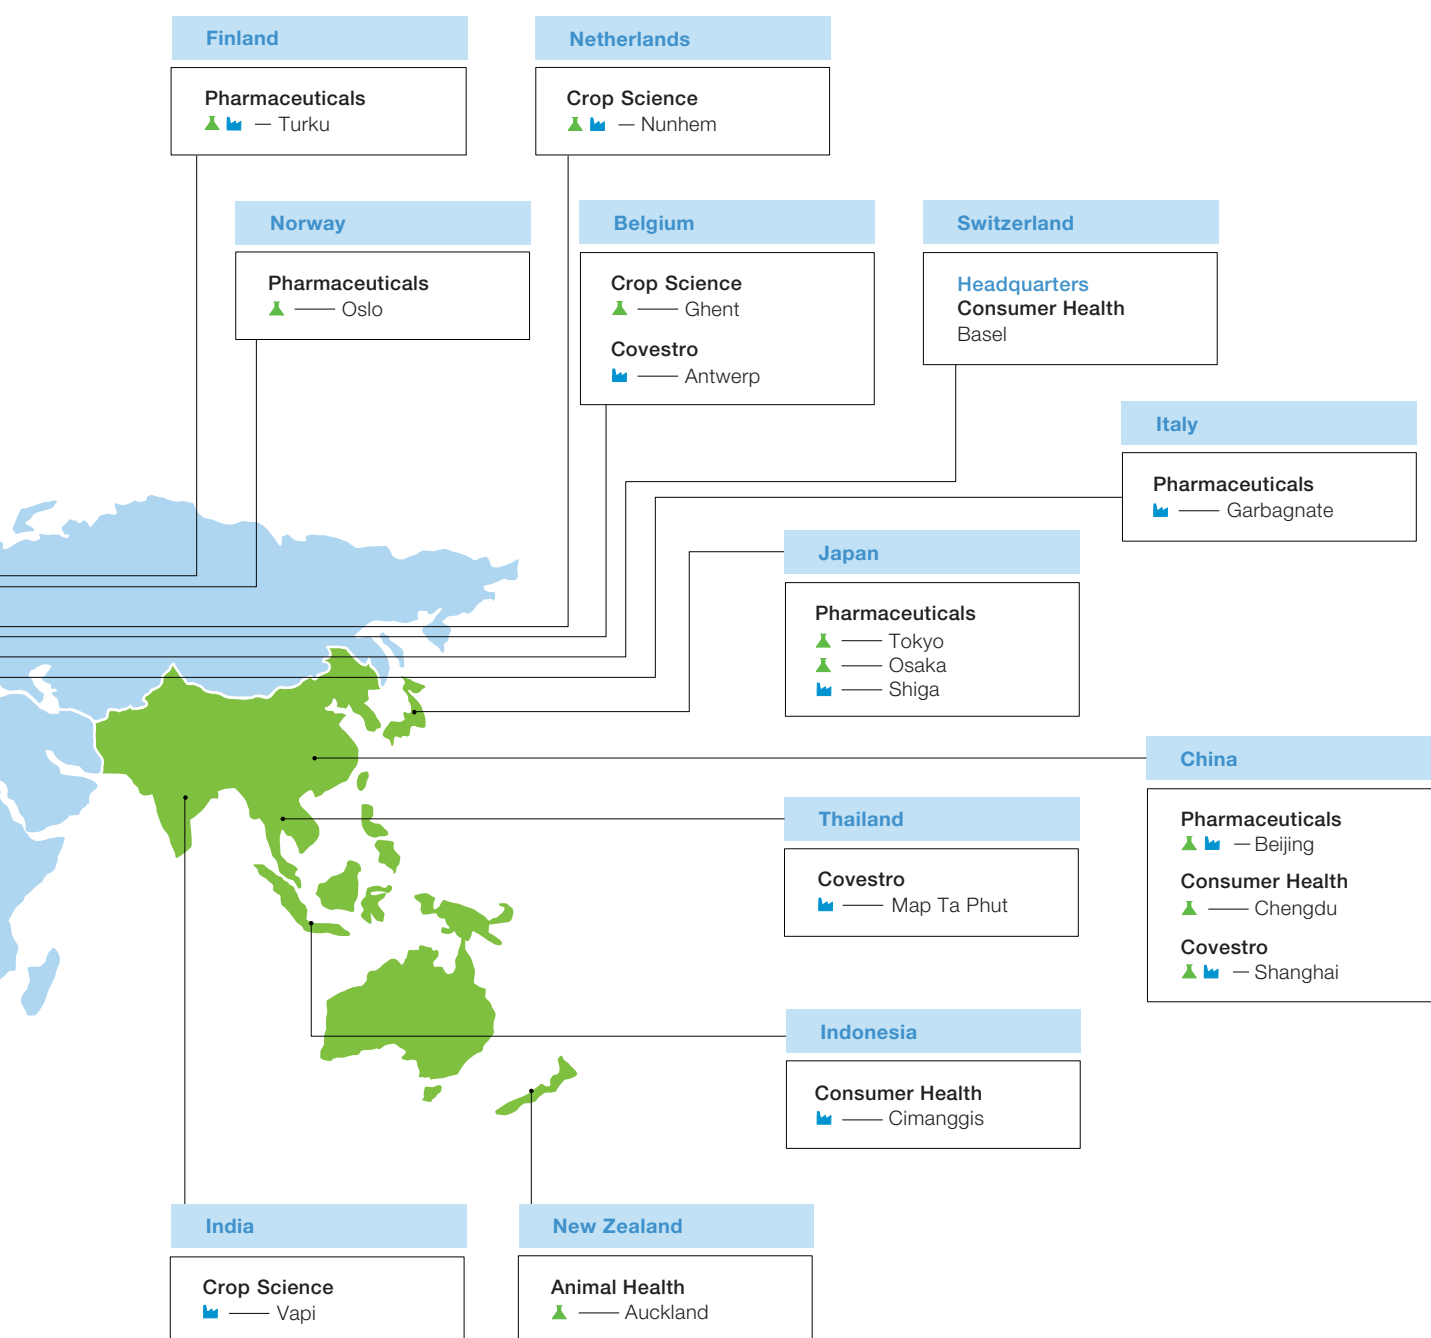 Finland
Pharmaceuticals
— Turku
Netherlands
Crop Science
— Nunhem
Norway
Pharmaceuticals
— Oslo
Belgium
Crop Science
— Ghent
Covestro
— Antwerp
Switzerland
Headquarters
Consumer Health
Basel
Italy
Pharmaceuticals
— Garbagnate
Japan
Pharmaceuticals
— Tokyo
— Osaka
— Shiga
China
Pharmaceuticals
— Beijing
Consumer Health
— Chengdu
Covestro
— Shanghai
Thailand
Covestro
— Map Ta Phut
Indonesia
Consumer Health
— Cimanggis
India
Crop Science
— Vapi
New Zealand
Animal Health
— Auckland